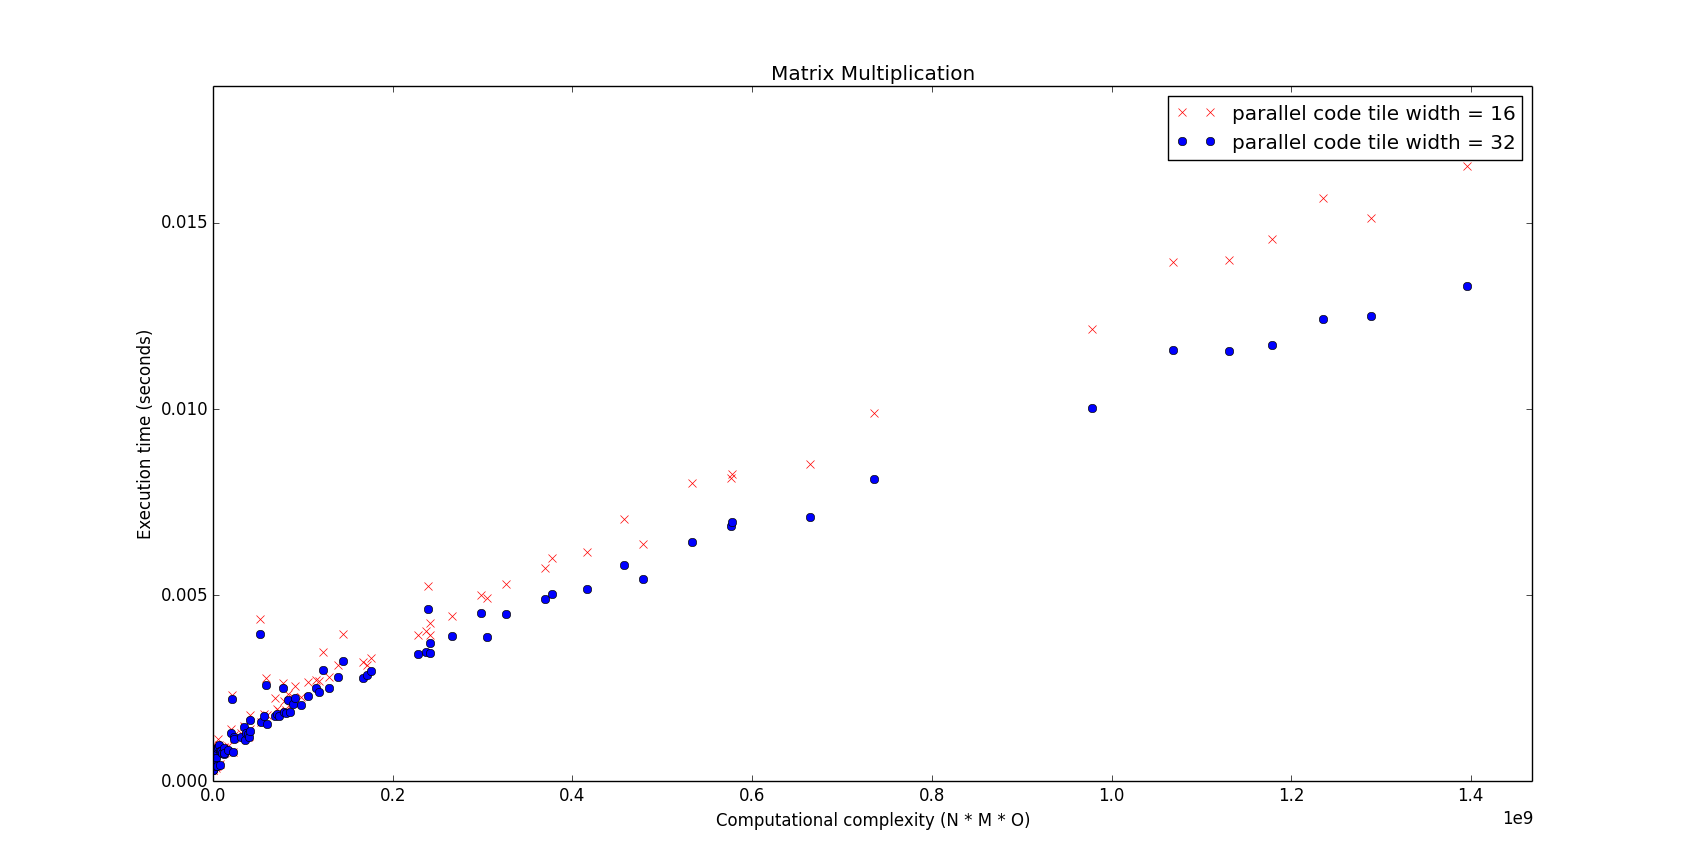 Matrix Multiplication
parallel code tile width = 16
parallel code tile width = 32
0.015
0.010
0.005
0.000
Execution time (seconds)
0.0 0.2 0.4 0.6 0.8 1.0 1.2 1.4
1e9
Computational complexity (N * M * O)